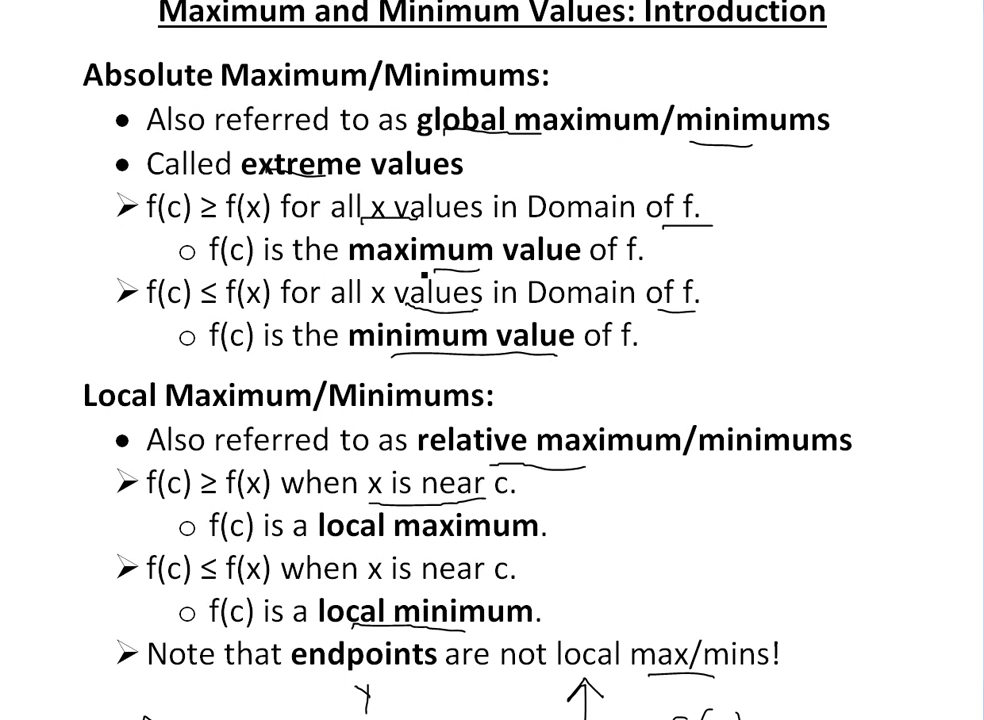 Maximum and Minimum Values: Introduction
Absolute Maximum/Minimums:
• Also referred to as global maximum/minimums
• Called extreme values
➢ f(c) ≥ f(x) for all x values in Domain of f.
o f(c) is the maximum value of f.
➢ f(c) ≤ f(x) for all x values in Domain of f.
o f(c) is the minimum value of f.
Local Maximum/Minimums:
• Also referred to as relative maximum/minimums
➢ f(c) ≥ f(x) when x is near c.
o f(c) is a local maximum.
➢ f(c) ≤ f(x) when x is near c.
o f(c) is a local minimum.
➢ Note that endpoints are not local max/mins!
y